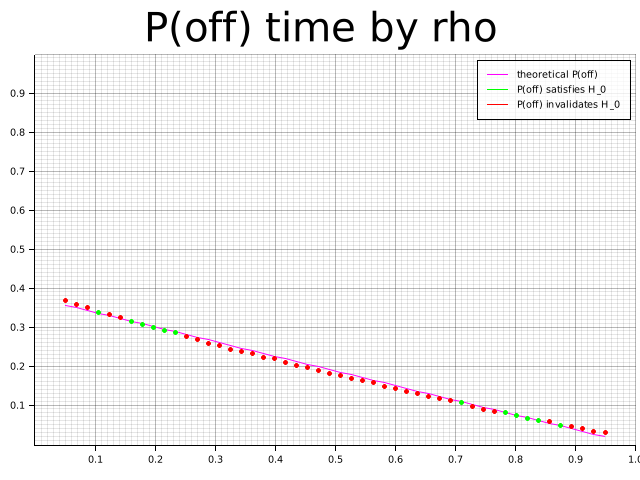 P(off) time by rho
theoretical P(off)
P(off) satisfies H_0
P(off) invalidates H_0
0.9
0.8
0.7
0.6
0.5
0.4
0.3
0.2
0.1
0.1 0.2 0.3 0.4 0.5 0.6 0.7 0.8 0.9 1.0